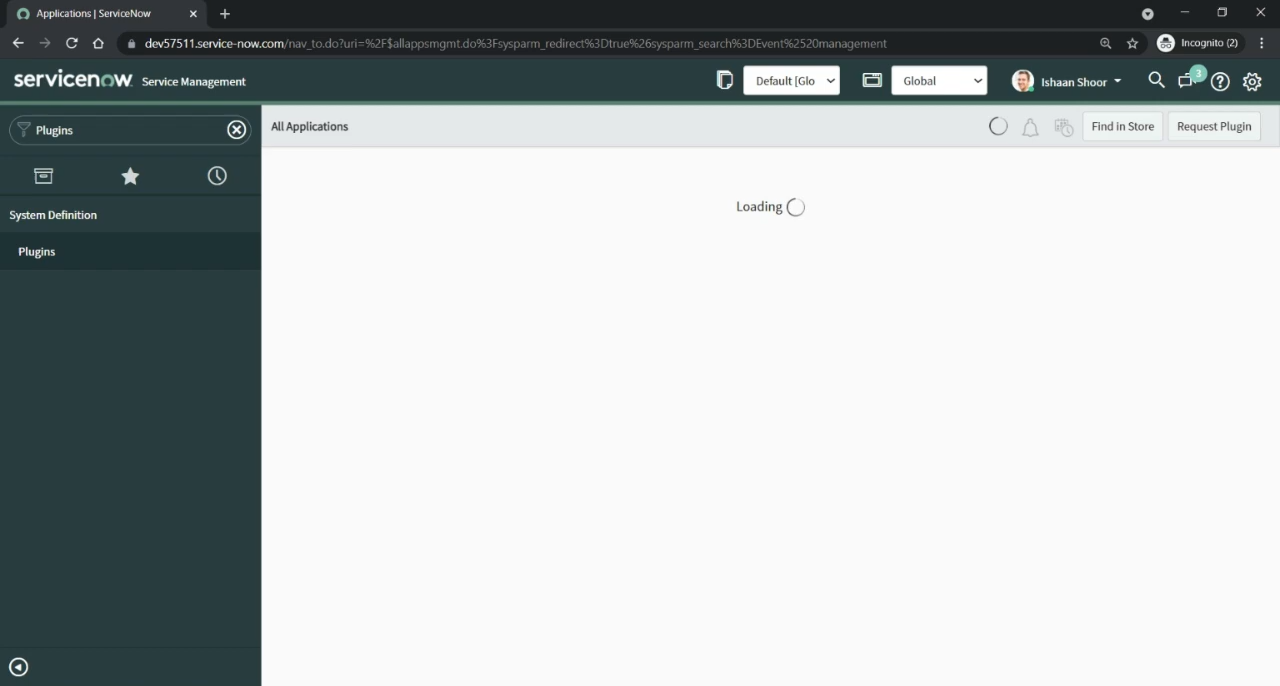 Applications | ServiceNow
dev57511.service-now.com/nav_to.do?uri=%2F$allappsmgmt.do%3Fsysparm_redirect%3Dtrue%26sysparm_search%3DEvent%2520management
Incognito (2)
servicenow Service Management
Default [Glo
Global
Ishaan Shoor
3
Plugins
All Applications
Find in Store
Request Plugin
System Definition
Loading
Plugins